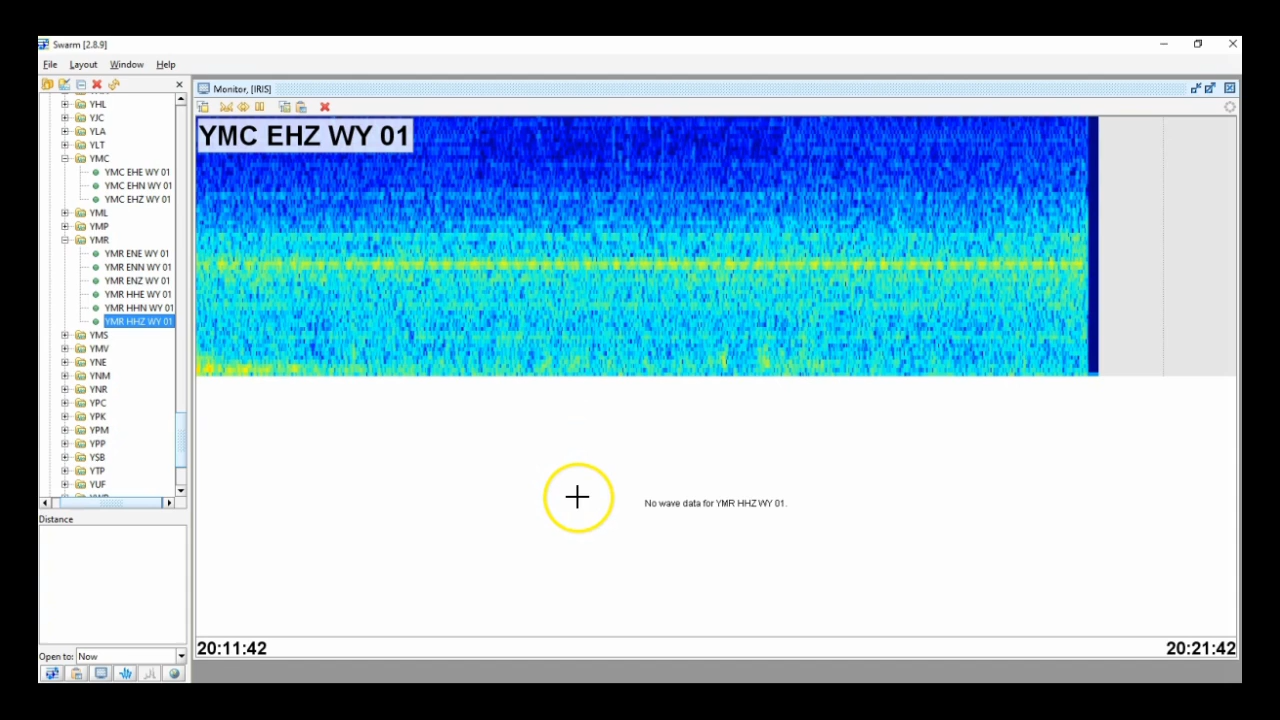 Swarm [2.8.9]
File Layout Window Help
Monitor, [IRIS]
YHL
YJC
YLA
YLT
YMC
YMC EHE WY 01
YMC EHN WY 01
YMC EHZ WY 01
YML
YMP
YMR
YMR ENE WY 01
YMR ENN WY 01
YMR ENZ WY 01
YMR HHE WY 01
YMR HHN WY 01
YMR HHZ WY 01
YMS
YMV
YNE
YNM
YNR
YPC
YPK
YPM
YPP
YSB
YTP
YUF
Distance
Open to: Now
YMC EHZ WY 01
No wave data for YMR HHZ WY 01.
20:11:42
20:21:42